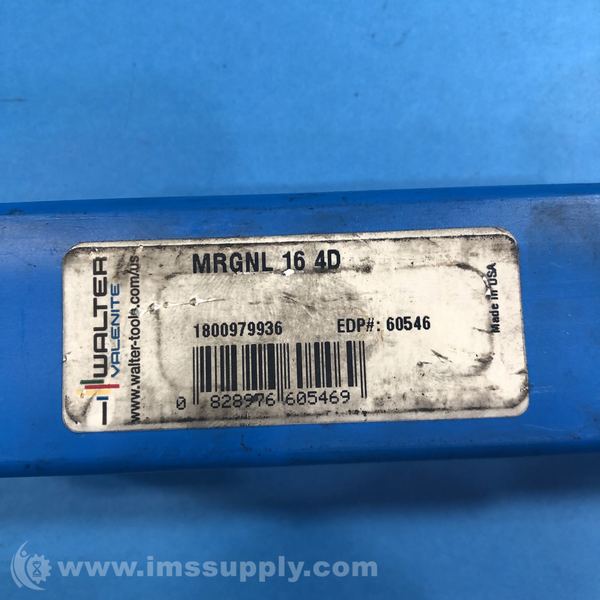 MRGNL 16 4D
1800979936 EDP#: 60546
0 828976 605469
WALTER
VALENITE
www.walter-tools.com/us
Made in USA
www.imssupply.com